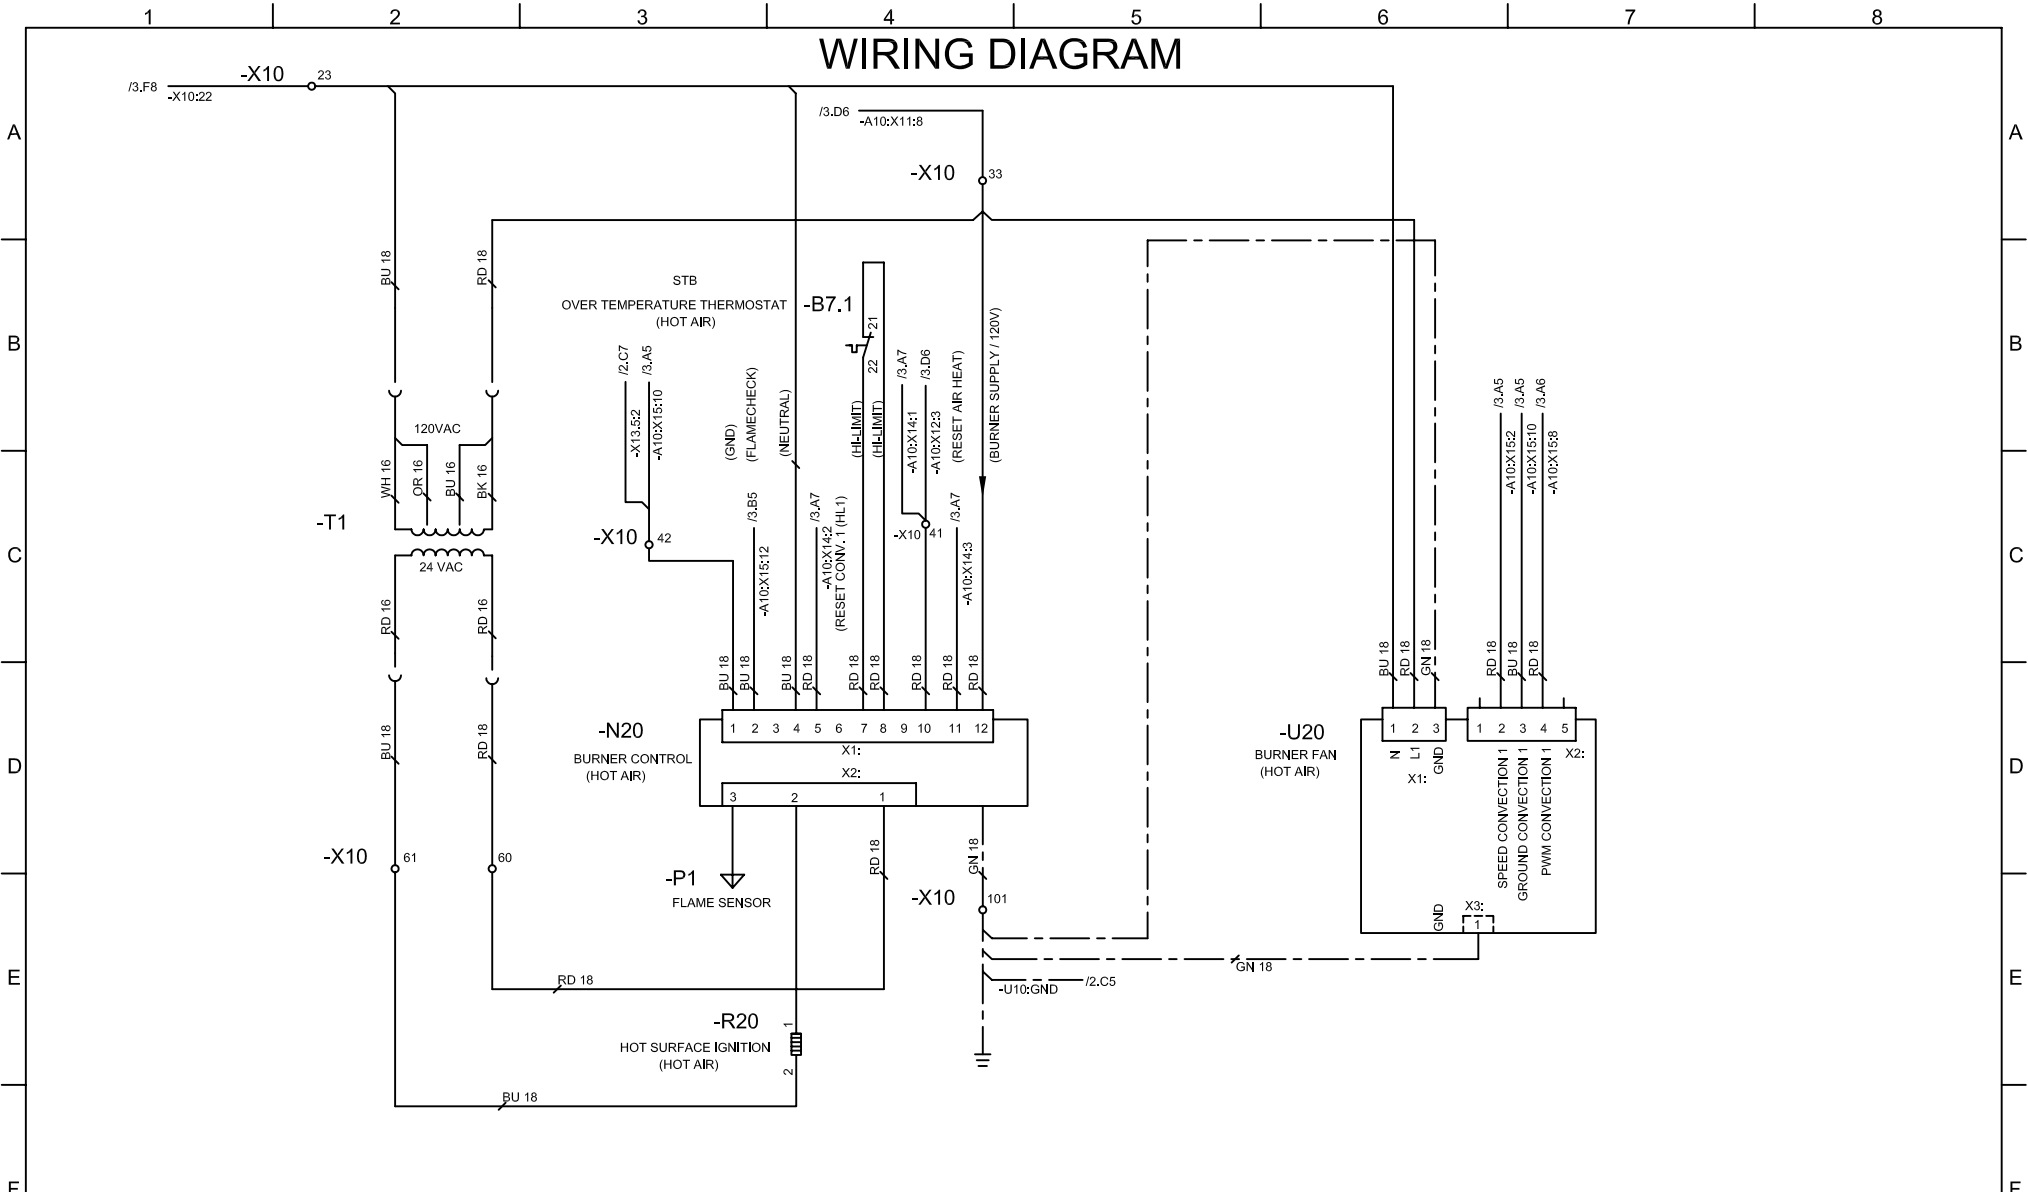 1 2 3 4 5 6 7 8
WIRING DIAGRAM
-X10 23
/3.F8 -X10:22
/3.D6 -A10:X11:8
A A
-X10 33
BU 18
RD 18
STB
OVER TEMPERATURE THERMOSTAT
(HOT AIR)
-B7.1
21
22
B B
/2.C7
/3.A5
-X13.5:2
-A10:X15:10
(GND)
(FLAMECHECK)
(NEUTRAL)
(HI-LIMIT)
(HI-LIMIT)
/3.A7
/3.D6
-A10:X14:1
-A10:X12:3
(RESET AIR HEAT)
(BURNER SUPPLY / 120V)
/3.A5
/3.A5
/3.A6
-A10:X15:2
-A10:X15:10
-A10:X15:8
120VAC
WH 16
OR 16
BU 16
BK 16
-T1
24 VAC
C C
-X10 42
/3.B5
-A10:X15:12
/3.A7
-A10:X14:2
(RESET CONV. 1 (HL1)
-X10 41
/3.A7
-A10:X14:3
RD 16
RD 16
BU 18
BU 18
BU 18
RD 18
RD 18
RD 18
RD 18
RD 18
RD 18
BU 18
RD 18
GN 18
RD 18
BU 18
RD 18
D D
BU 18
RD 18
-N20
BURNER CONTROL
(HOT AIR)
1 2 3 4 5 6 7 8 9 10 11 12
X1:
X2:
3 2 1
-U20
BURNER FAN
(HOT AIR)
1 2 3
N
L1
GND
X1:
1 2 3 4 5
X2:
SPEED CONVECTION 1
GROUND CONVECTION 1
PWM CONVECTION 1
-X10 61 60
-P1
FLAME SENSOR
RD 18
GN 18
-X10 101
GND
X3:
1
E E
RD 18
GN 18
-U10:GND /2.C5
-R20
HOT SURFACE IGNITION
(HOT AIR)
1
2
BU 18
F F